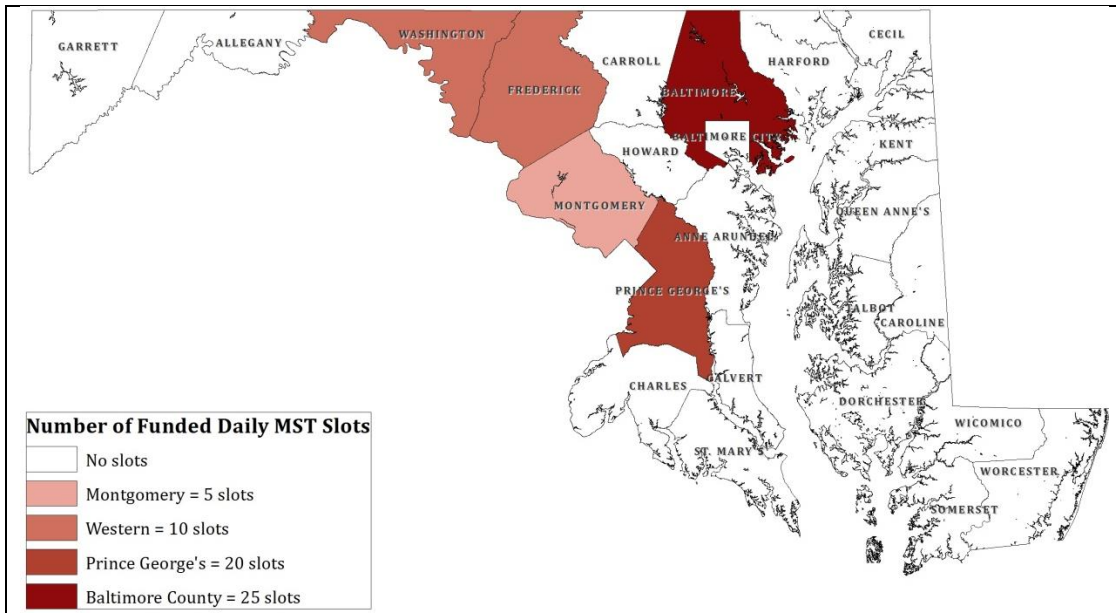 GARRETT
ALLEGANY
WASHINGTON
FREDERICK
CARROLL
BALTIMORE
HARFORD
CECIL
BALTIMORE CITY
HOWARD
KENT
MONTGOMERY
QUEEN ANNE'S
ANNE ARUNDEL
PRINCE GEORGE'S
TALBOT
CAROLINE
CHARLES
CALVERT
DORCHESTER
WICOMICO
ST. MARY'S
WORCESTER
SOMERSET
Number of Funded Daily MST Slots
No slots
Montgomery = 5 slots
Western = 10 slots
Prince George's = 20 slots
Baltimore County = 25 slots